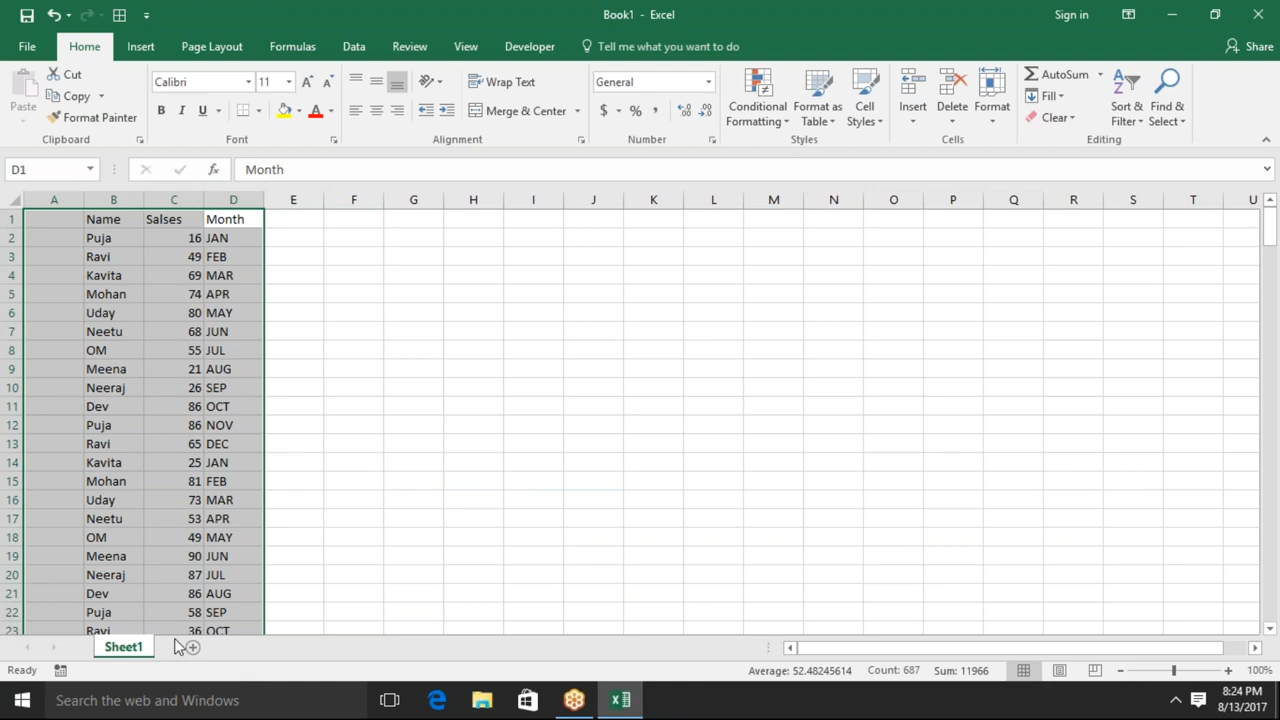 Book1 - Excel
Sign in
File Home Insert Page Layout Formulas Data Review View Developer Tell me what you want to do Share
Paste
Cut
Copy
Format Painter
Clipboard
Calibri 11
B I U
Font
Wrap Text
Merge & Center
Alignment
General
$ % ,
Number
Conditional Formatting
Format as Table
Cell Styles
Styles
Insert Delete Format
Cells
AutoSum
Fill
Clear
Sort & Filter
Find & Select
Editing
D1 fx Month
A B C D E F G H I J K L M N O P Q R S T U
1 Name Salses Month
2 Puja 16 JAN
3 Ravi 49 FEB
4 Kavita 69 MAR
5 Mohan 74 APR
6 Uday 80 MAY
7 Neetu 68 JUN
8 OM 55 JUL
9 Meena 21 AUG
10 Neeraj 26 SEP
11 Dev 86 OCT
12 Puja 86 NOV
13 Ravi 65 DEC
14 Kavita 25 JAN
15 Mohan 81 FEB
16 Uday 73 MAR
17 Neetu 53 APR
18 OM 49 MAY
19 Meena 90 JUN
20 Neeraj 87 JUL
21 Dev 86 AUG
22 Puja 58 SEP
23 Ravi 36 OCT
Sheet1
Ready Average: 52.48245614 Count: 687 Sum: 11966 100%
Search the web and Windows
8:24 PM
8/13/2017